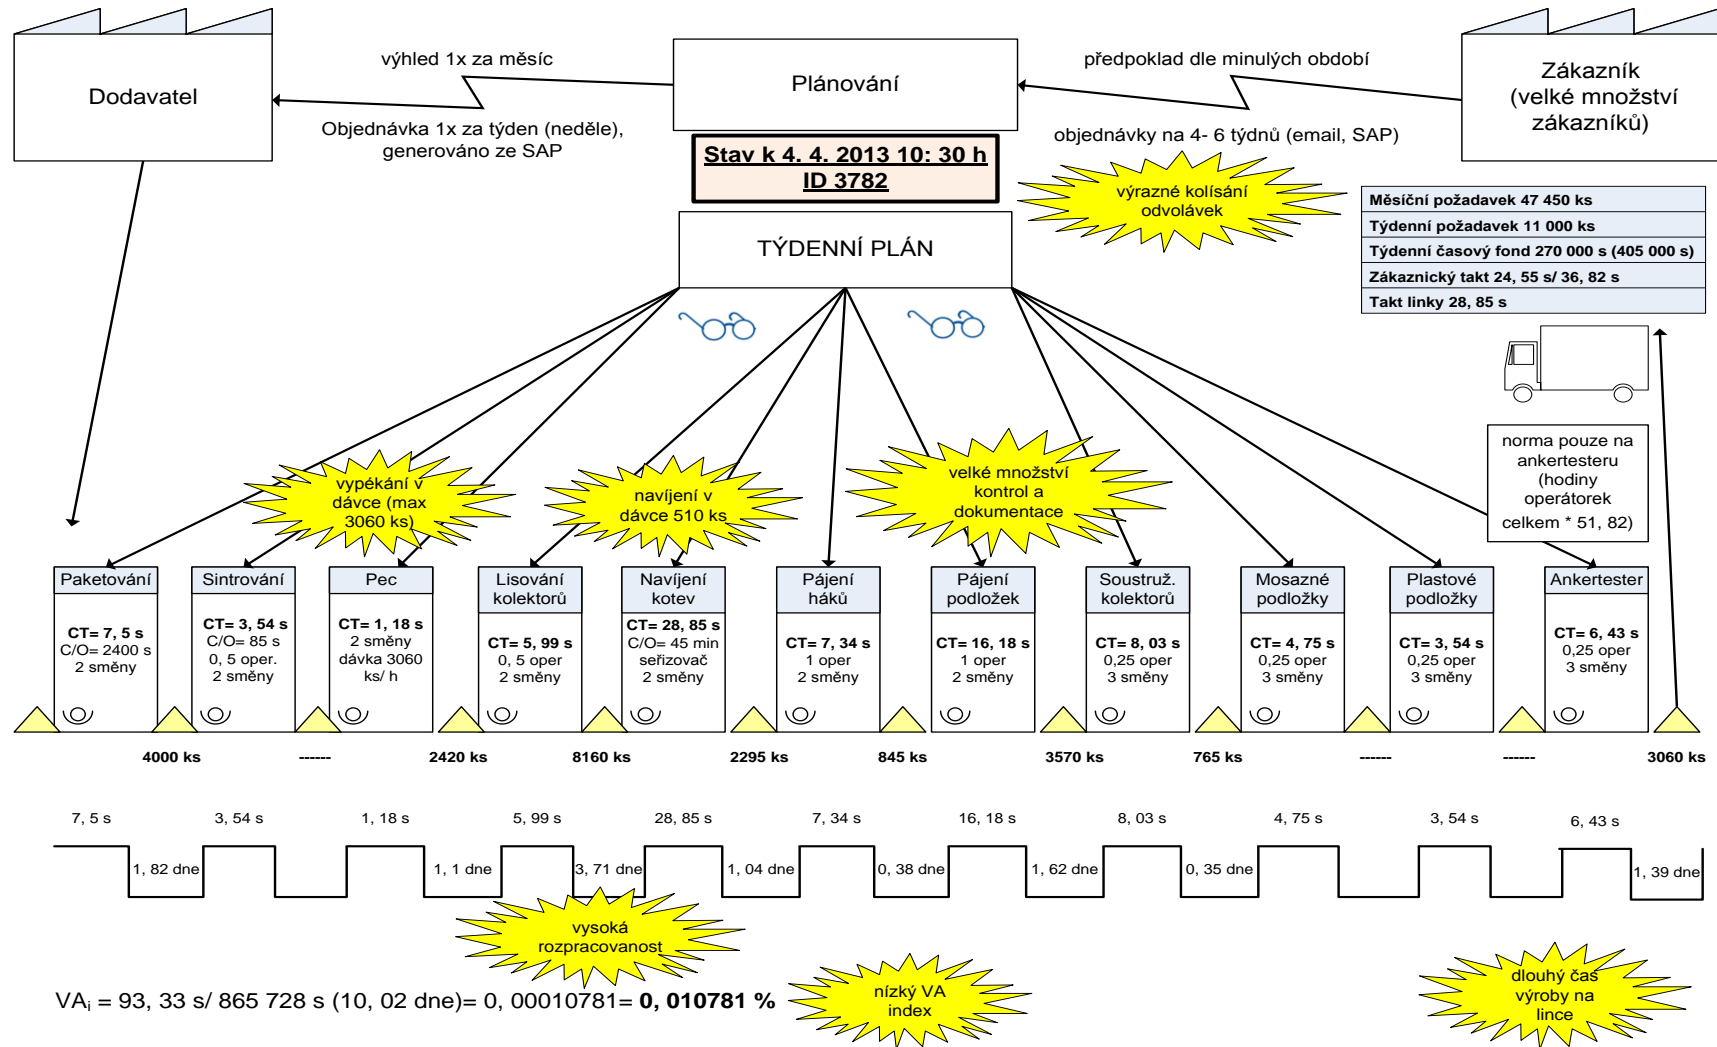 Dodavatel
výhled 1x za měsíc
Objednávka 1x za týden (neděle),
generováno ze SAP
Plánování
Stav k 4. 4. 2013 10: 30 h
ID 3782
předpoklad dle minulých období
objednávky na 4- 6 týdnů (email, SAP)
výrazné kolísání
odvolávek
Zákazník
(velké množství
zákazníků)
Měsíční požadavek 47 450 ks
Týdenní požadavek 11 000 ks
Týdenní časový fond 270 000 s (405 000 s)
Zákaznický takt 24, 55 s/ 36, 82 s
Takt linky 28, 85 s
TÝDENNÍ PLÁN
vypékání v
dávce (max
3060 ks)
navíjení v
dávce 510 ks
velké množství
kontrol a
dokumentace
norma pouze na
ankertesteru
(hodiny
operátorek
celkem * 51, 82)
Paketování
CT= 7, 5 s
C/O= 2400 s
2 směny
Sintrování
CT= 3, 54 s
C/O= 85 s
0, 5 oper.
2 směny
Pec
CT= 1, 18 s
2 směny
dávka 3060
ks/ h
Lisování
kolektorů
CT= 5, 99 s
0, 5 oper
2 směny
Navíjení
kotev
CT= 28, 85 s
C/O= 45 min
seřizovač
2 směny
Pájení
háků
CT= 7, 34 s
1 oper
2 směny
Pájení
podložek
CT= 16, 18 s
1 oper
2 směny
Soustruž.
kolektorů
CT= 8, 03 s
0,25 oper
3 směny
Mosazné
podložky
CT= 4, 75 s
0,25 oper
3 směny
Plastové
podložky
CT= 3, 54 s
0,25 oper
3 směny
Ankertester
CT= 6, 43 s
0,25 oper
3 směny
4000 ks ------ 2420 ks 8160 ks 2295 ks 845 ks 3570 ks 765 ks ------ ------ 3060 ks
7, 5 s 3, 54 s 1, 18 s 5, 99 s 28, 85 s 7, 34 s 16, 18 s 8, 03 s 4, 75 s 3, 54 s 6, 43 s
1, 82 dne 1, 1 dne 3, 71 dne 1, 04 dne 0, 38 dne 1, 62 dne 0, 35 dne 1, 39 dne
vysoká
rozpracovanost
VAi = 93, 33 s/ 865 728 s (10, 02 dne)= 0, 00010781= 0, 010781 %
nízký VA
index
dlouhý čas
výroby na
lince